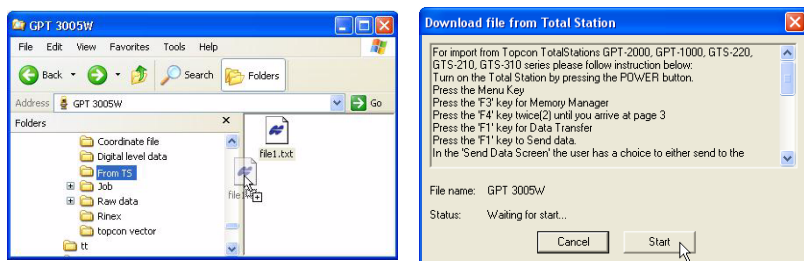 GPT 3005W
File Edit View Favorites Tools Help
Back Search Folders
Address GPT 3005W Go
Folders
Coordinate file
Digital level data
From TS
Job
Raw data
Rinex
topcon vector
tt
file1.txt
Download file from Total Station
For import from Topcon TotalStations GPT-2000, GPT-1000, GTS-220,
GTS-210, GTS-310 series please follow instruction below:
Turn on the Total Station by pressing the POWER button.
Press the Menu Key
Press the 'F3' key for Memory Manager
Press the 'F4' key twice(2) until you arrive at page 3
Press the 'F1' key for Data Transfer
Press the 'F1' key to Send data.
In the 'Send Data Screen' the user has a choice to either send to the
File name: GPT 3005W
Status: Waiting for start...
Cancel Start